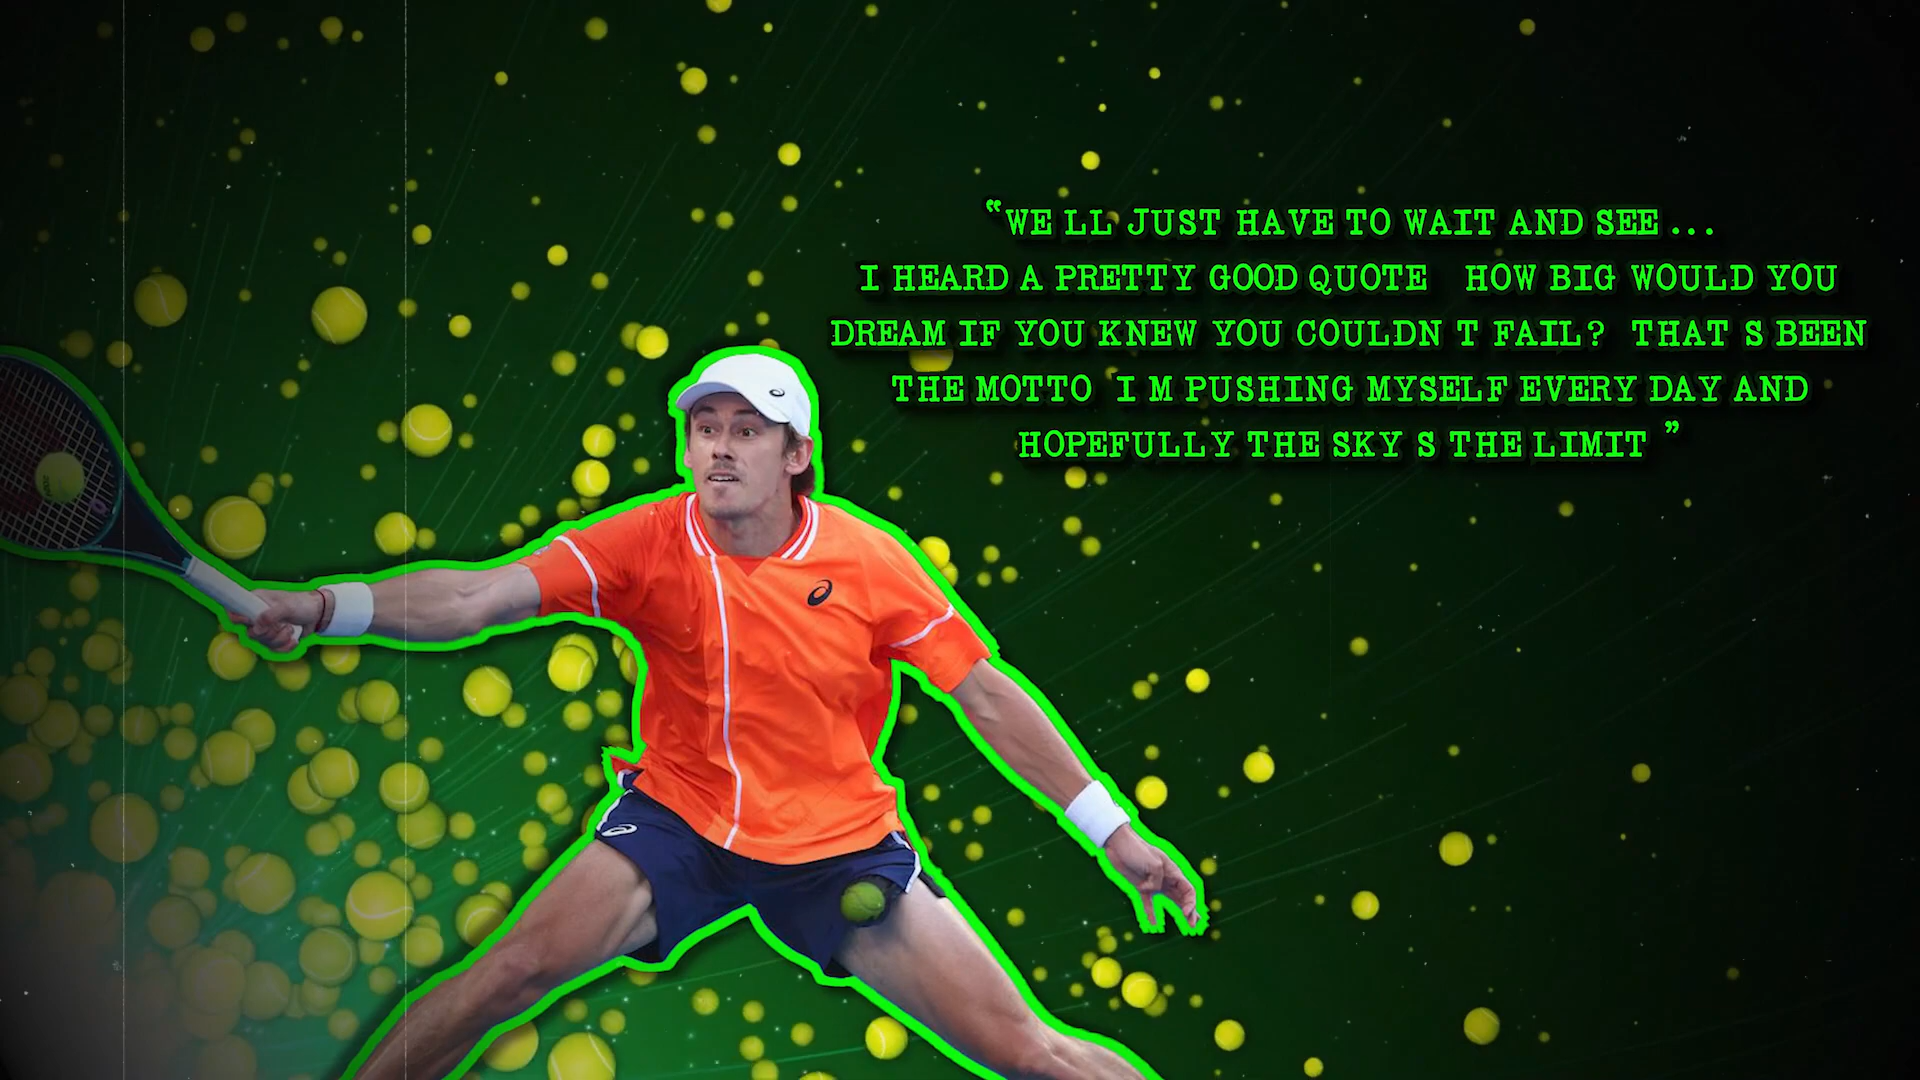 “WE LL JUST HAVE TO WAIT AND SEE ...
I HEARD A PRETTY GOOD QUOTE HOW BIG WOULD YOU
DREAM IF YOU KNEW YOU COULDN T FAIL? THAT S BEEN
THE MOTTO I M PUSHING MYSELF EVERY DAY AND
HOPEFULLY THE SKY S THE LIMIT ”